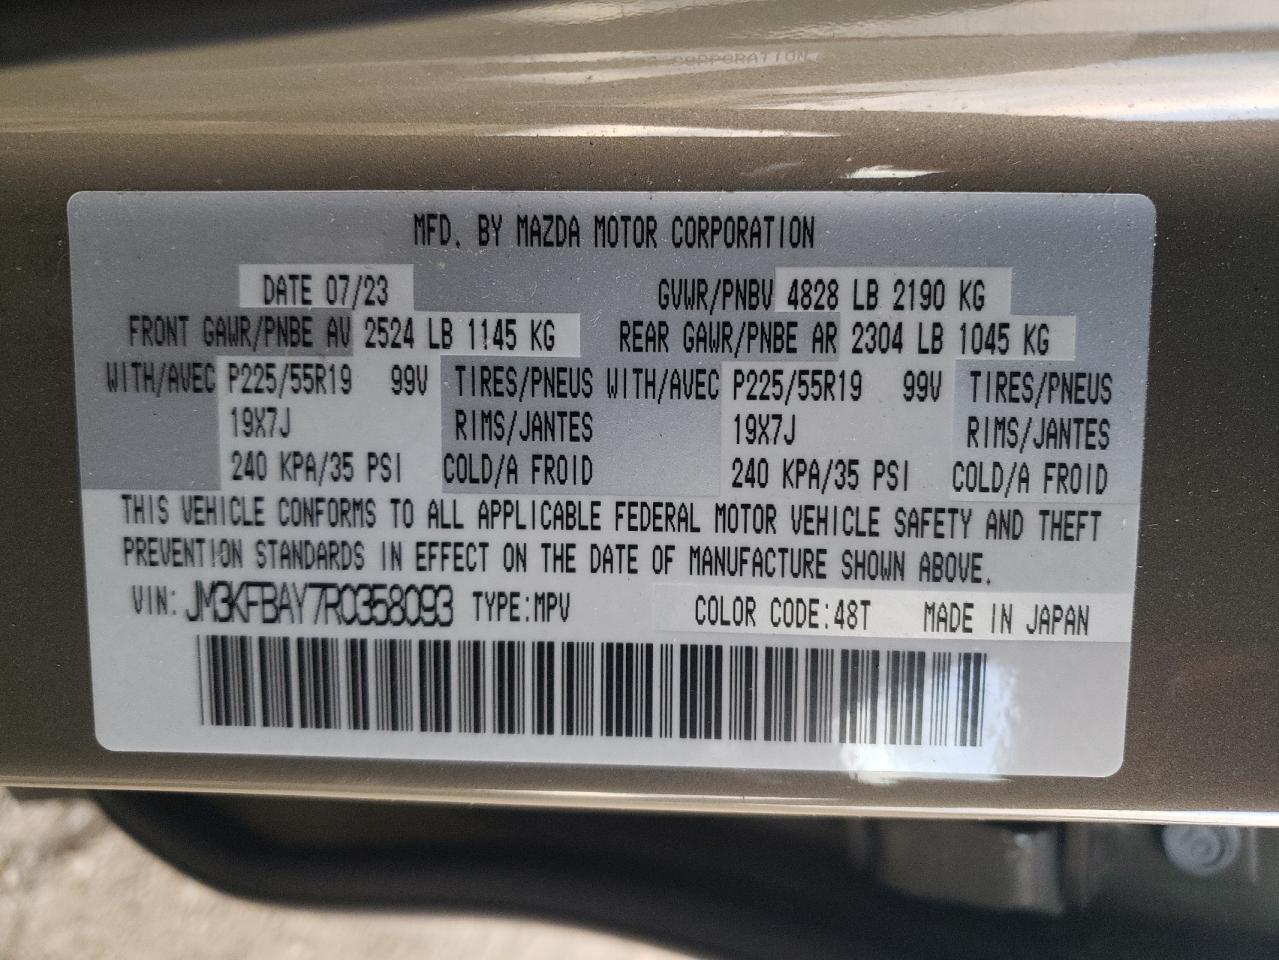 CORPORATION
MFD. BY MAZDA MOTOR CORPORATION
DATE 07/23 GVWR/PNBV 4828 LB 2190 KG
FRONT GAWR/PNBE AV 2524 LB 1145 KG REAR GAWR/PNBE AR 2304 LB 1045 KG
WITH/AVEC P225/55R19 99V TIRES/PNEUS WITH/AVEC P225/55R19 99V TIRES/PNEUS
19X7J RIMS/JANTES 19X7J RIMS/JANTES
240 KPA/35 PSI COLD/A FROID 240 KPA/35 PSI COLD/A FROID
THIS VEHICLE CONFORMS TO ALL APPLICABLE FEDERAL MOTOR VEHICLE SAFETY AND THEFT
PREVENTION STANDARDS IN EFFECT ON THE DATE OF MANUFACTURE SHOWN ABOVE.
VIN: JM3KFBAY7R0358093 TYPE:MPV COLOR CODE:48T MADE IN JAPAN